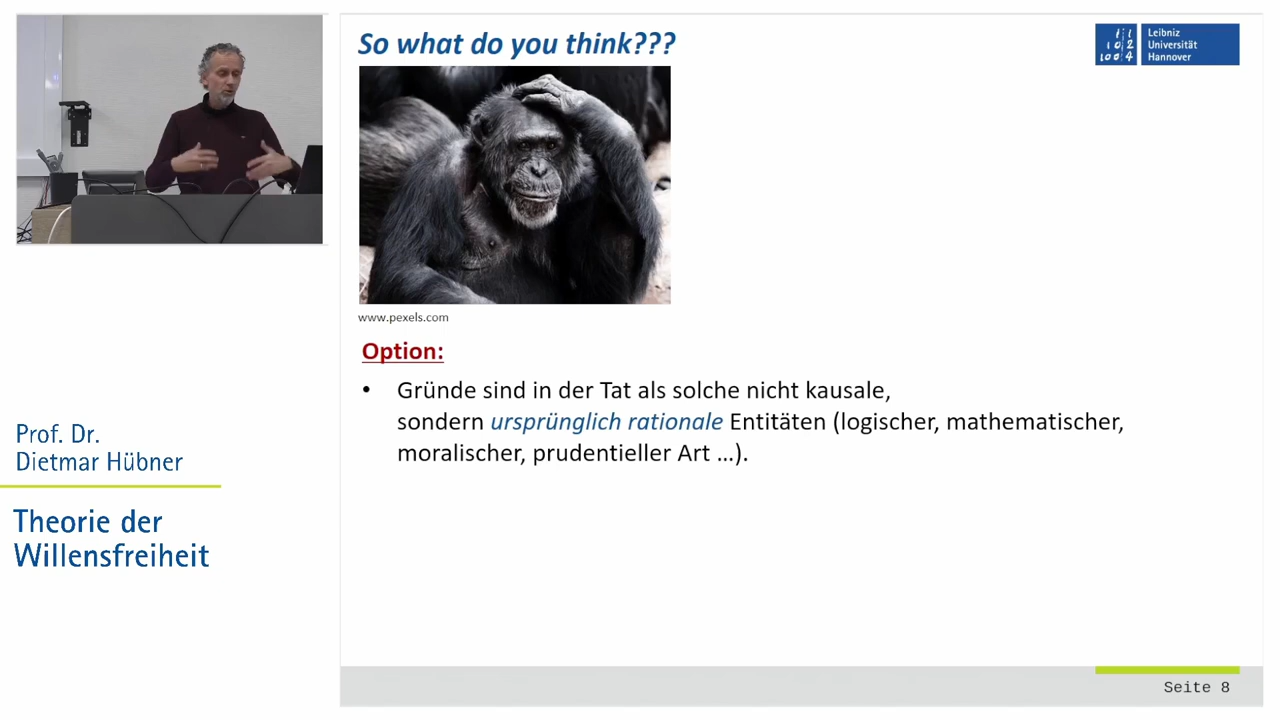 So what do you think???
Leibniz
Universität
Hannover
www.pexels.com
Option:
• Gründe sind in der Tat als solche nicht kausale,
sondern ursprünglich rationale Entitäten (logischer, mathematischer,
moralischer, prudentieller Art ...).
Prof. Dr.
Dietmar Hübner
Theorie der
Willensfreiheit
Seite 8